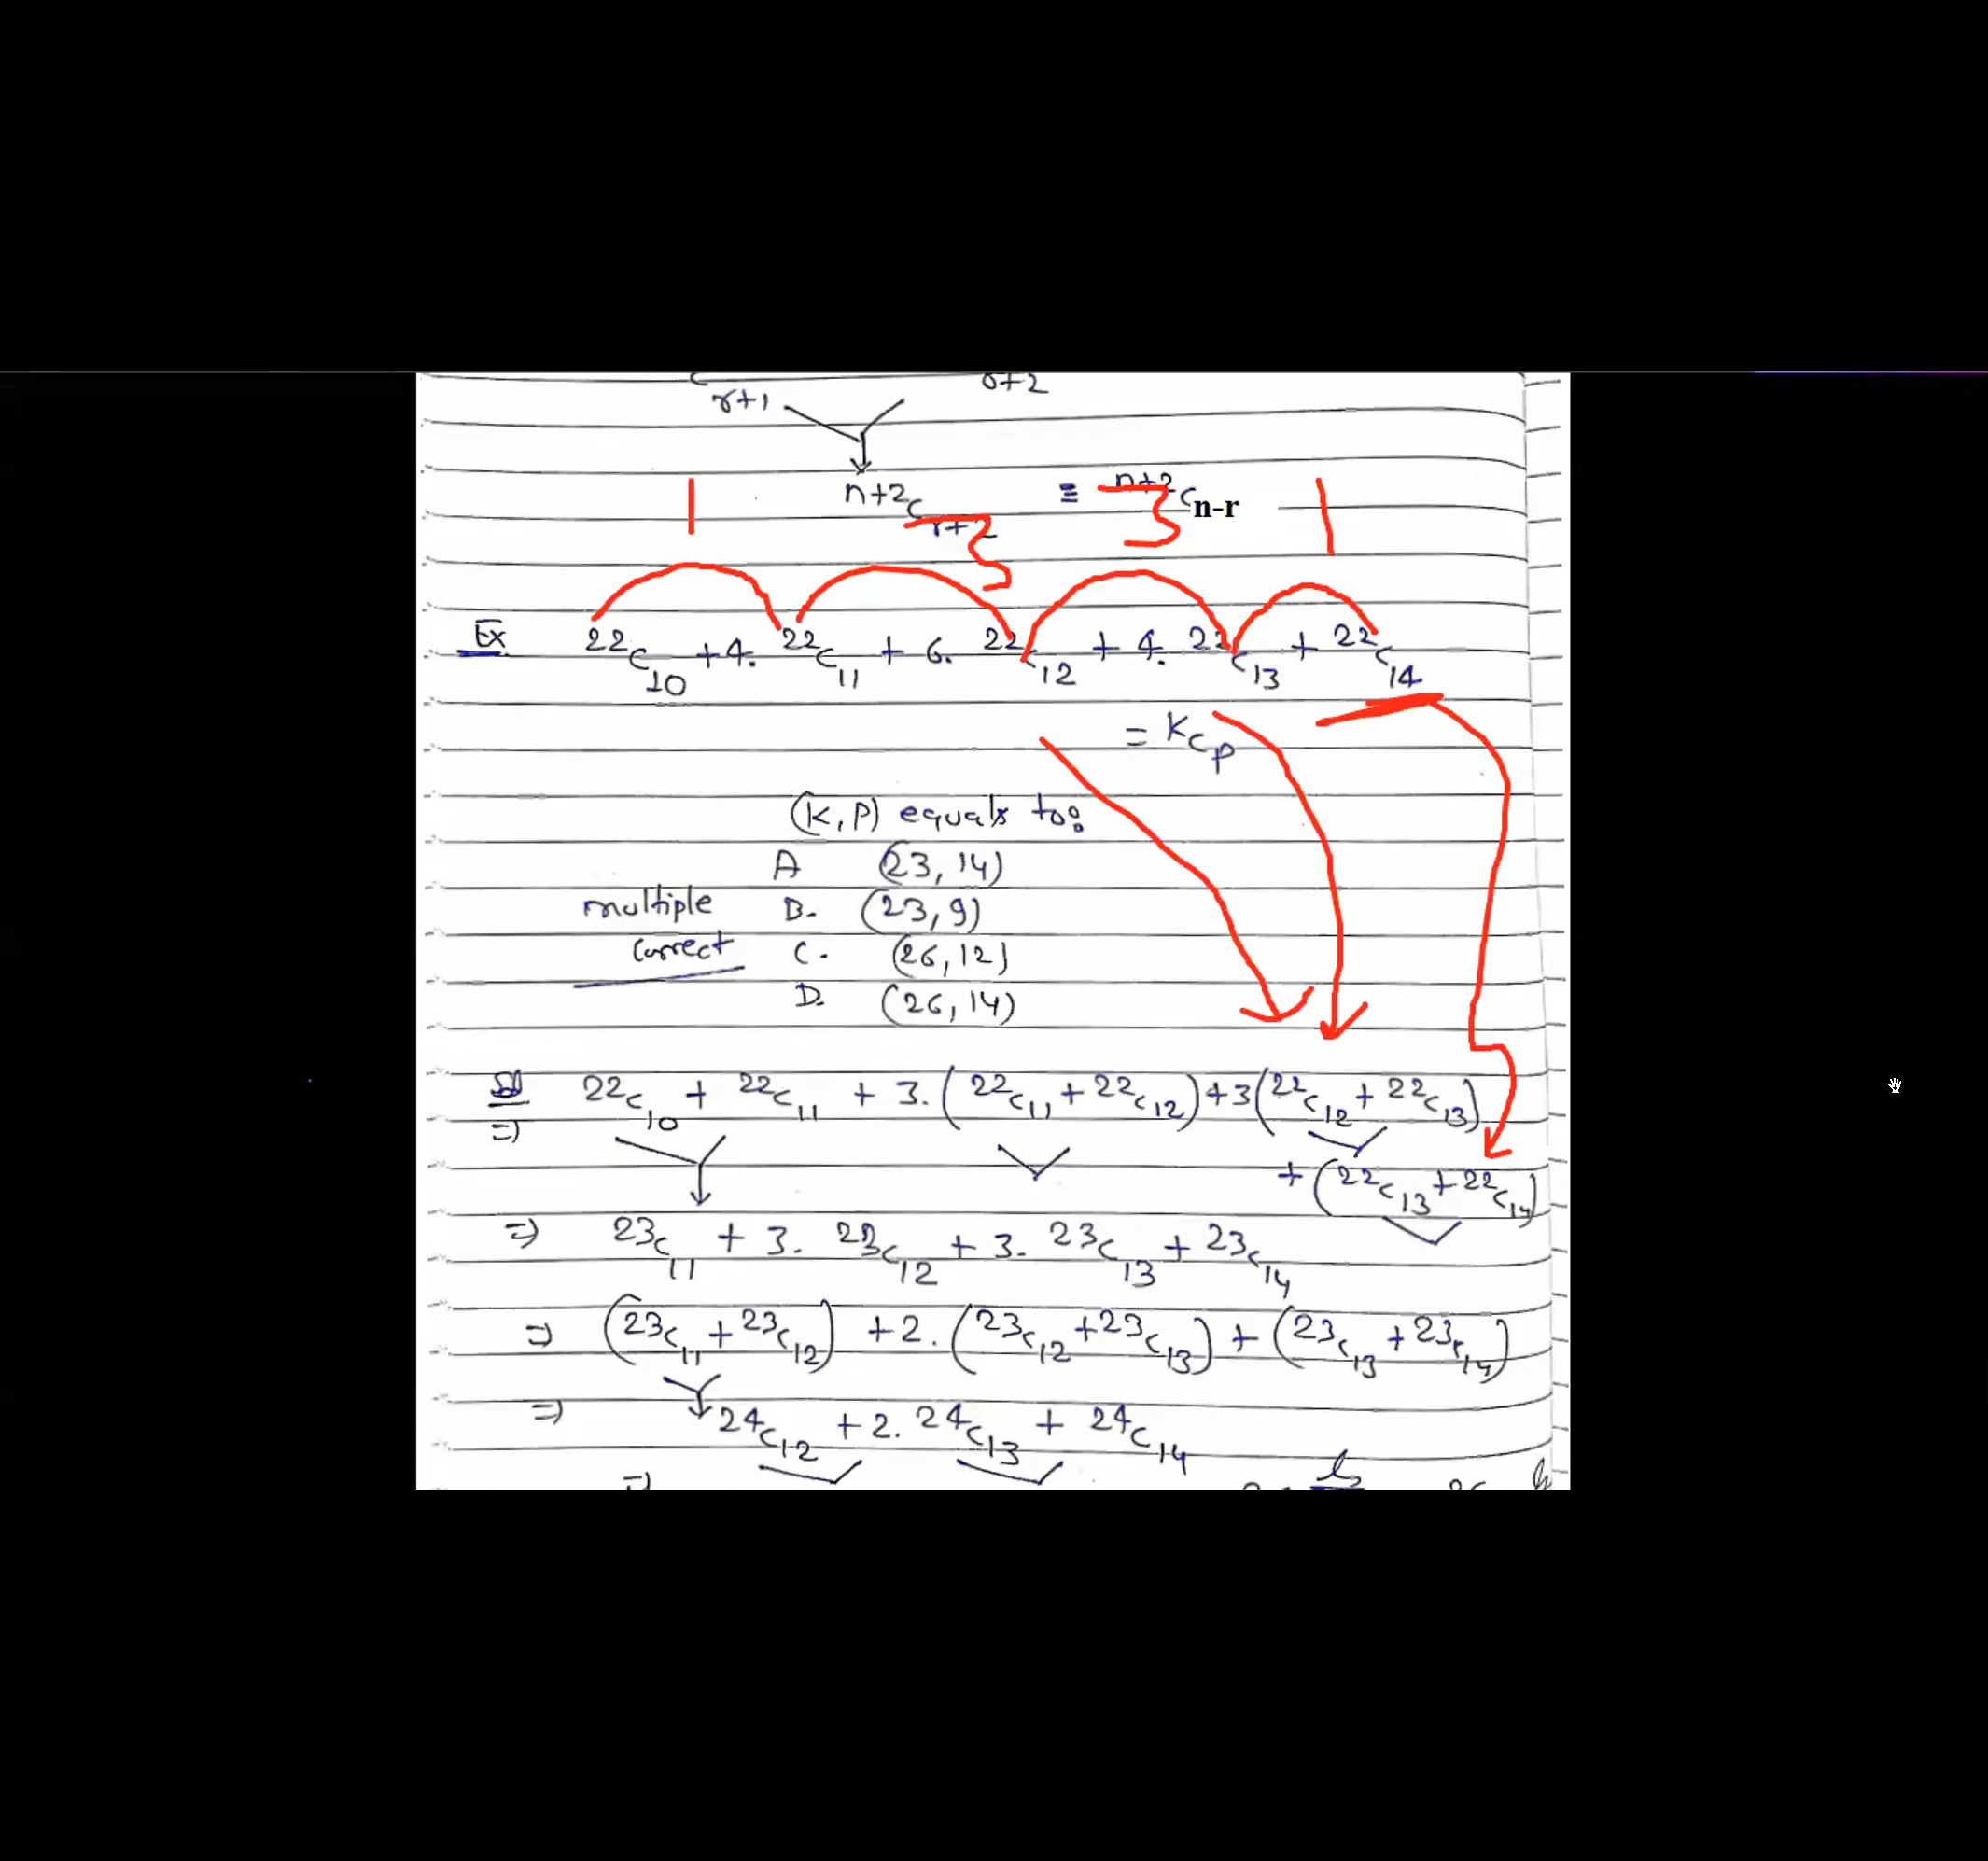 r+1 r+2
n+2Cr+2 ≡ n+2Cn-r
Ex 22C10 + 4. 22C11 + 6. 22C12 + 4. 22C13 + 22C14
= KCp
(K, P) equals to:
A (23, 14)
multiple B. (23, 9)
correct C. (26, 12)
D. (26, 14)
Sol 22C10 + 22C11 + 3. (22C11 + 22C12) + 3(22C12 + 22C13)
=> + (22C13 + 22C14)
=> 23C11 + 3. 23C12 + 3. 23C13 + 23C14
=> (23C11 + 23C12) + 2. (23C12 + 23C13) + (23C13 + 23C14)
=> 24C12 + 2. 24C13 + 24C14
=>